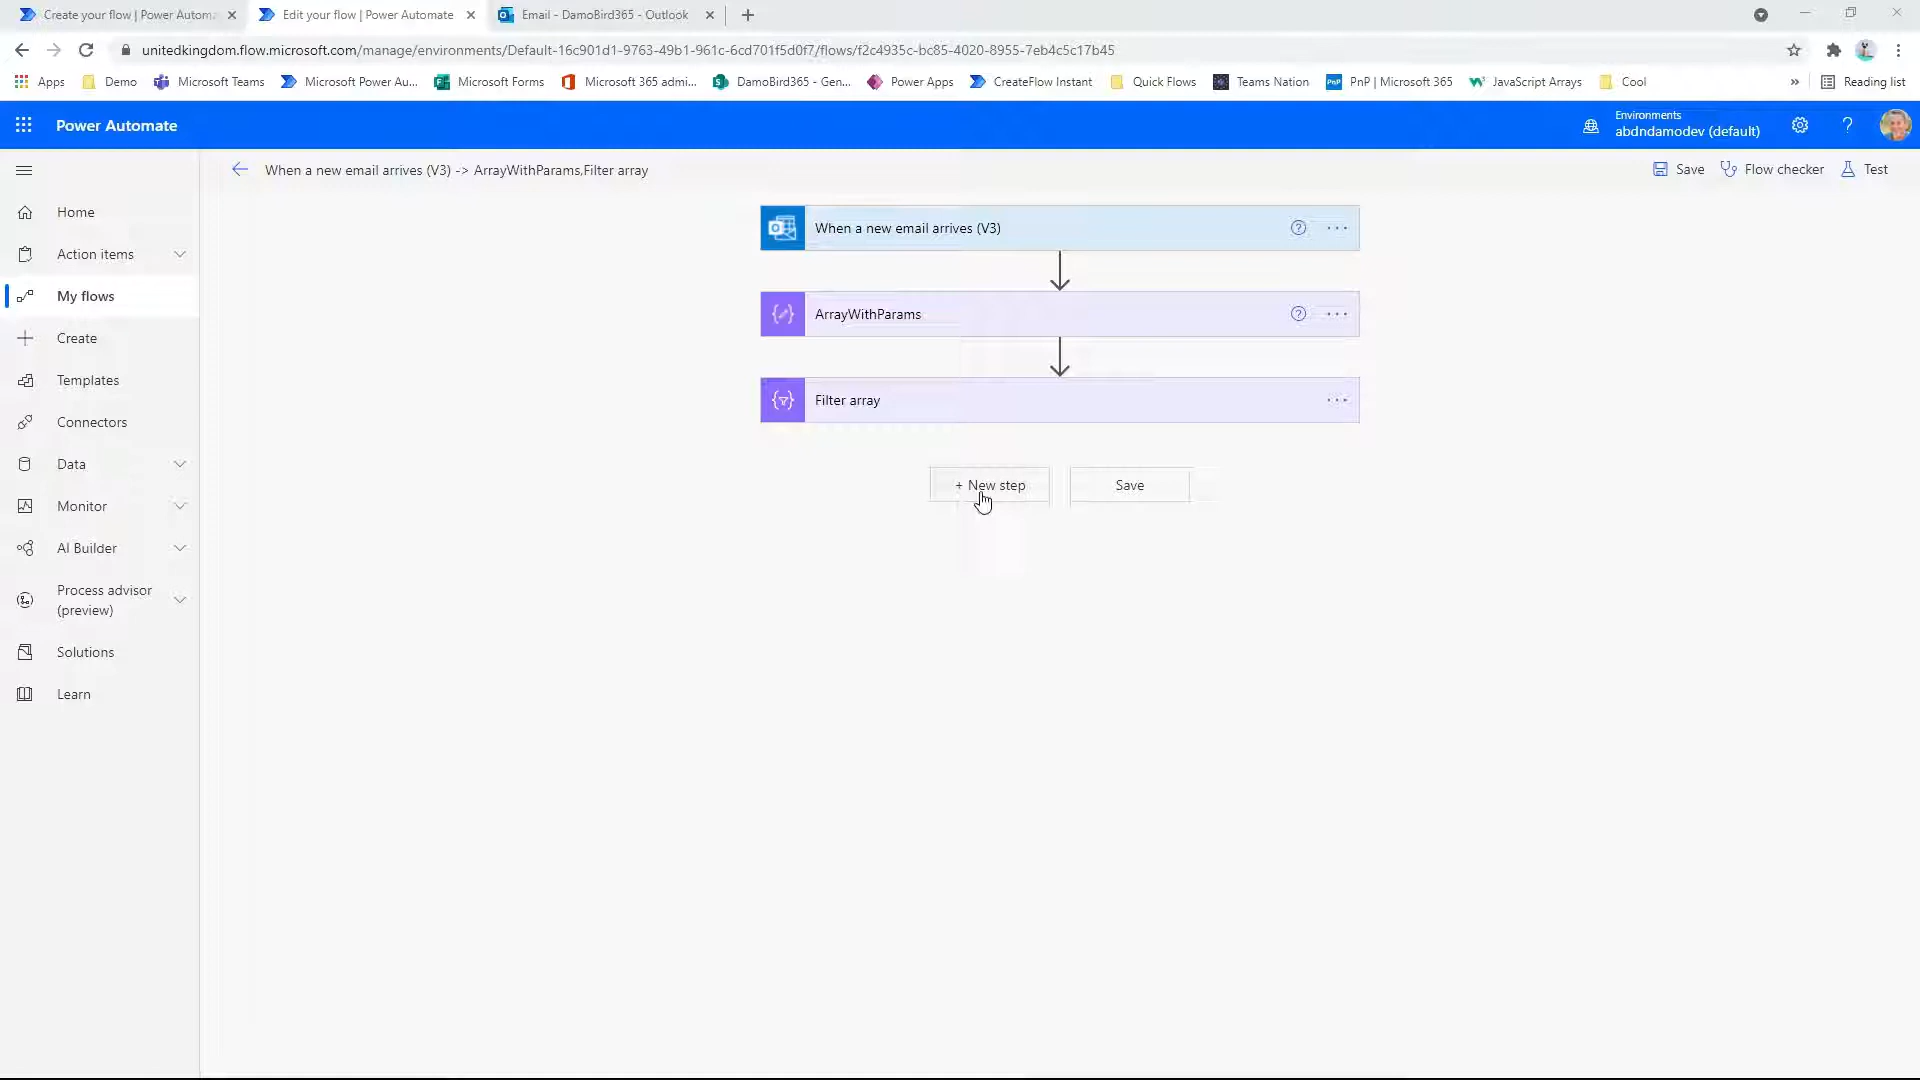 Create your flow | Power Autom
Edit your flow | Power Automate
Email - DamoBird365 - Outlook
unitedkingdom.flow.microsoft.com/manage/environments/Default-16c901d1-9763-49b1-961c-6cd701f5d0f7/flows/f2c4935c-bc85-4020-8955-7eb4c5c17b45
Apps
Demo
Microsoft Teams
Microsoft Power Au...
Microsoft Forms
Microsoft 365 admi...
DamoBird365 - Gen...
Power Apps
CreateFlow Instant
Quick Flows
Teams Nation
PnP | Microsoft 365
JavaScript Arrays
Cool
»
Reading list
Power Automate
Environments
abdndamodev (default)
When a new email arrives (V3) -> ArrayWithParams,Filter array
Save
Flow checker
Test
Home
Action items
My flows
Create
Templates
Connectors
Data
Monitor
AI Builder
Process advisor
(preview)
Solutions
Learn
When a new email arrives (V3)
ArrayWithParams
Filter array
+ New step
Save